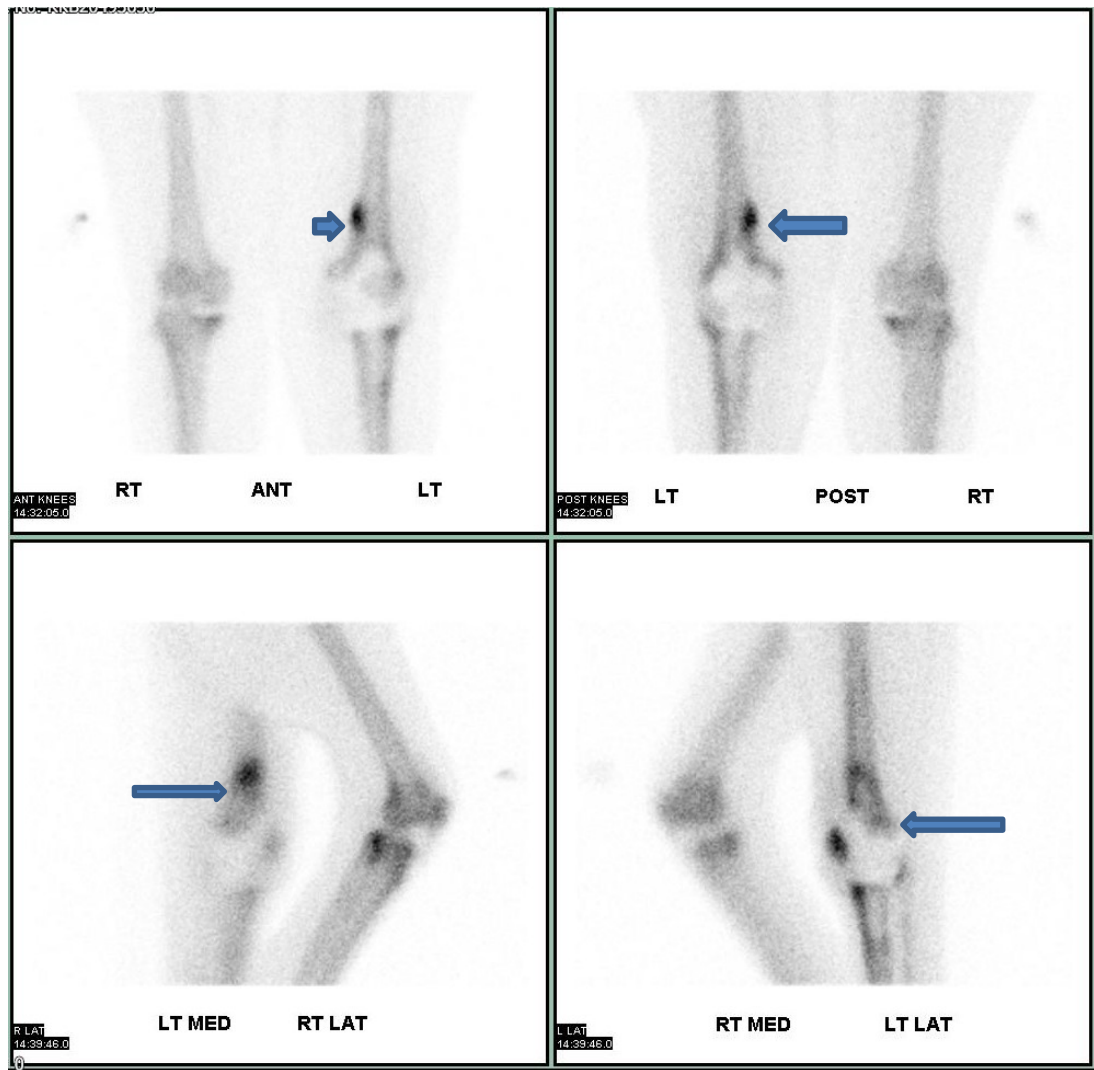 RT ANT LT
ANT KNEES
14:32:05.0
LT POST RT
POST KNEES
14:32:05.0
LT MED RT LAT
R LAT
14:39:46.0
RT MED LT LAT
L LAT
14:39:46.0
0